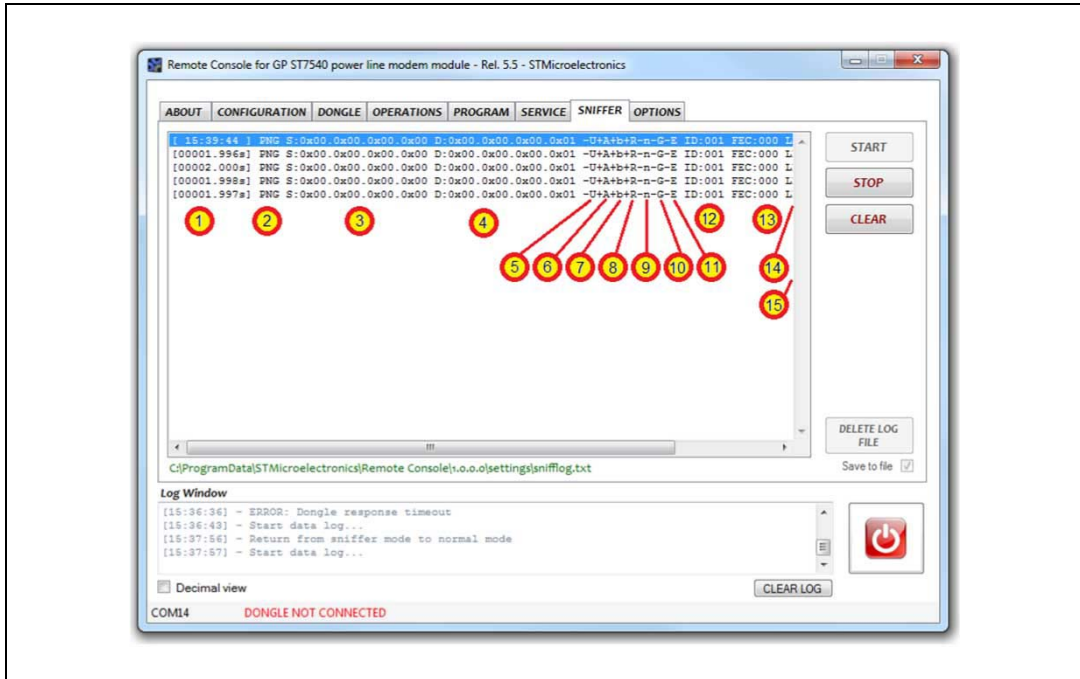 Remote Console for GP ST7540 power line modem module - Rel. 5.5 - STMicroelectronics
ABOUT CONFIGURATION DONGLE OPERATIONS PROGRAM SERVICE SNIFFER OPTIONS
[ 15:39:44 ] PNG S:0x00.0x00.0x00.0x00 D:0x00.0x00.0x00.0x01 -U+A+b+R-n-G-E ID:001 FEC:000 L
[00001.996s] PNG S:0x00.0x00.0x00.0x00 D:0x00.0x00.0x00.0x01 -U+A+b+R-n-G-E ID:001 FEC:000 L
[00002.000s] PNG S:0x00.0x00.0x00.0x00 D:0x00.0x00.0x00.0x01 -U+A+b+R-n-G-E ID:001 FEC:000 L
[00001.998s] PNG S:0x00.0x00.0x00.0x00 D:0x00.0x00.0x00.0x01 -U+A+b+R-n-G-E ID:001 FEC:000 L
[00001.997s] PNG S:0x00.0x00.0x00.0x00 D:0x00.0x00.0x00.0x01 -U+A+b+R-n-G-E ID:001 FEC:000 L
START
STOP
CLEAR
1 2 3 4 12 13
5 6 7 8 9 10 11 14
15
DELETE LOG
FILE
C:\ProgramData\STMicroelectronics\Remote Console\1.0.0.0\settings\snifflog.txt
Save to file
Log Window
[15:36:36] - ERROR: Dongle response timeout
[15:36:43] - Start data log...
[15:37:56] - Return from sniffer mode to normal mode
[15:37:57] - Start data log...
Decimal view
CLEAR LOG
COM14 DONGLE NOT CONNECTED